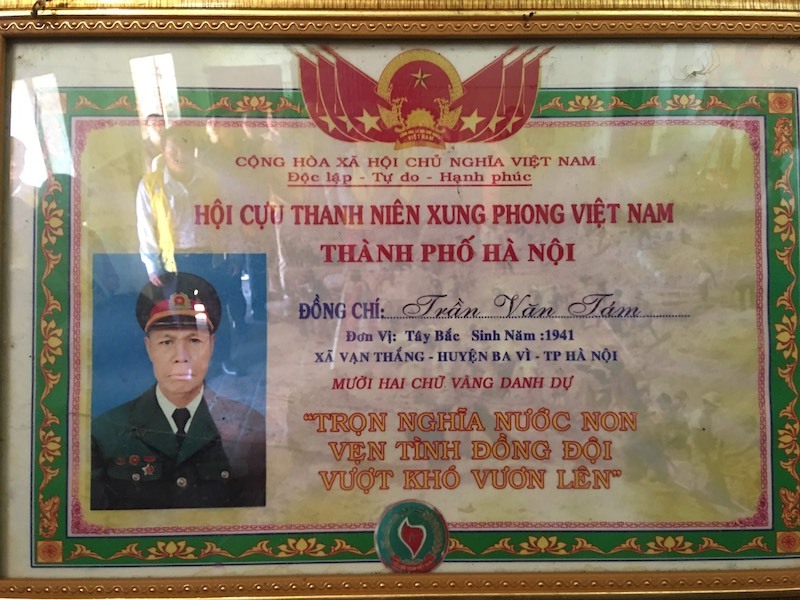 VIỆT NAM
CỘNG HÒA XÃ HỘI CHỦ NGHĨA VIỆT NAM
Độc lập - Tự do - Hạnh phúc
HỘI CỰU THANH NIÊN XUNG PHONG VIỆT NAM
THÀNH PHỐ HÀ NỘI
ĐỒNG CHÍ: Trần Văn Tám
Đơn Vị: Tây Bắc Sinh Năm :1941
XÃ VẠN THẮNG - HUYỆN BA VÌ - TP HÀ NỘI
MƯỜI HAI CHỮ VÀNG DANH DỰ
"TRỌN NGHĨA NƯỚC NON
VẸN TÌNH ĐỒNG ĐỘI
VƯỢT KHÓ VƯƠN LÊN"